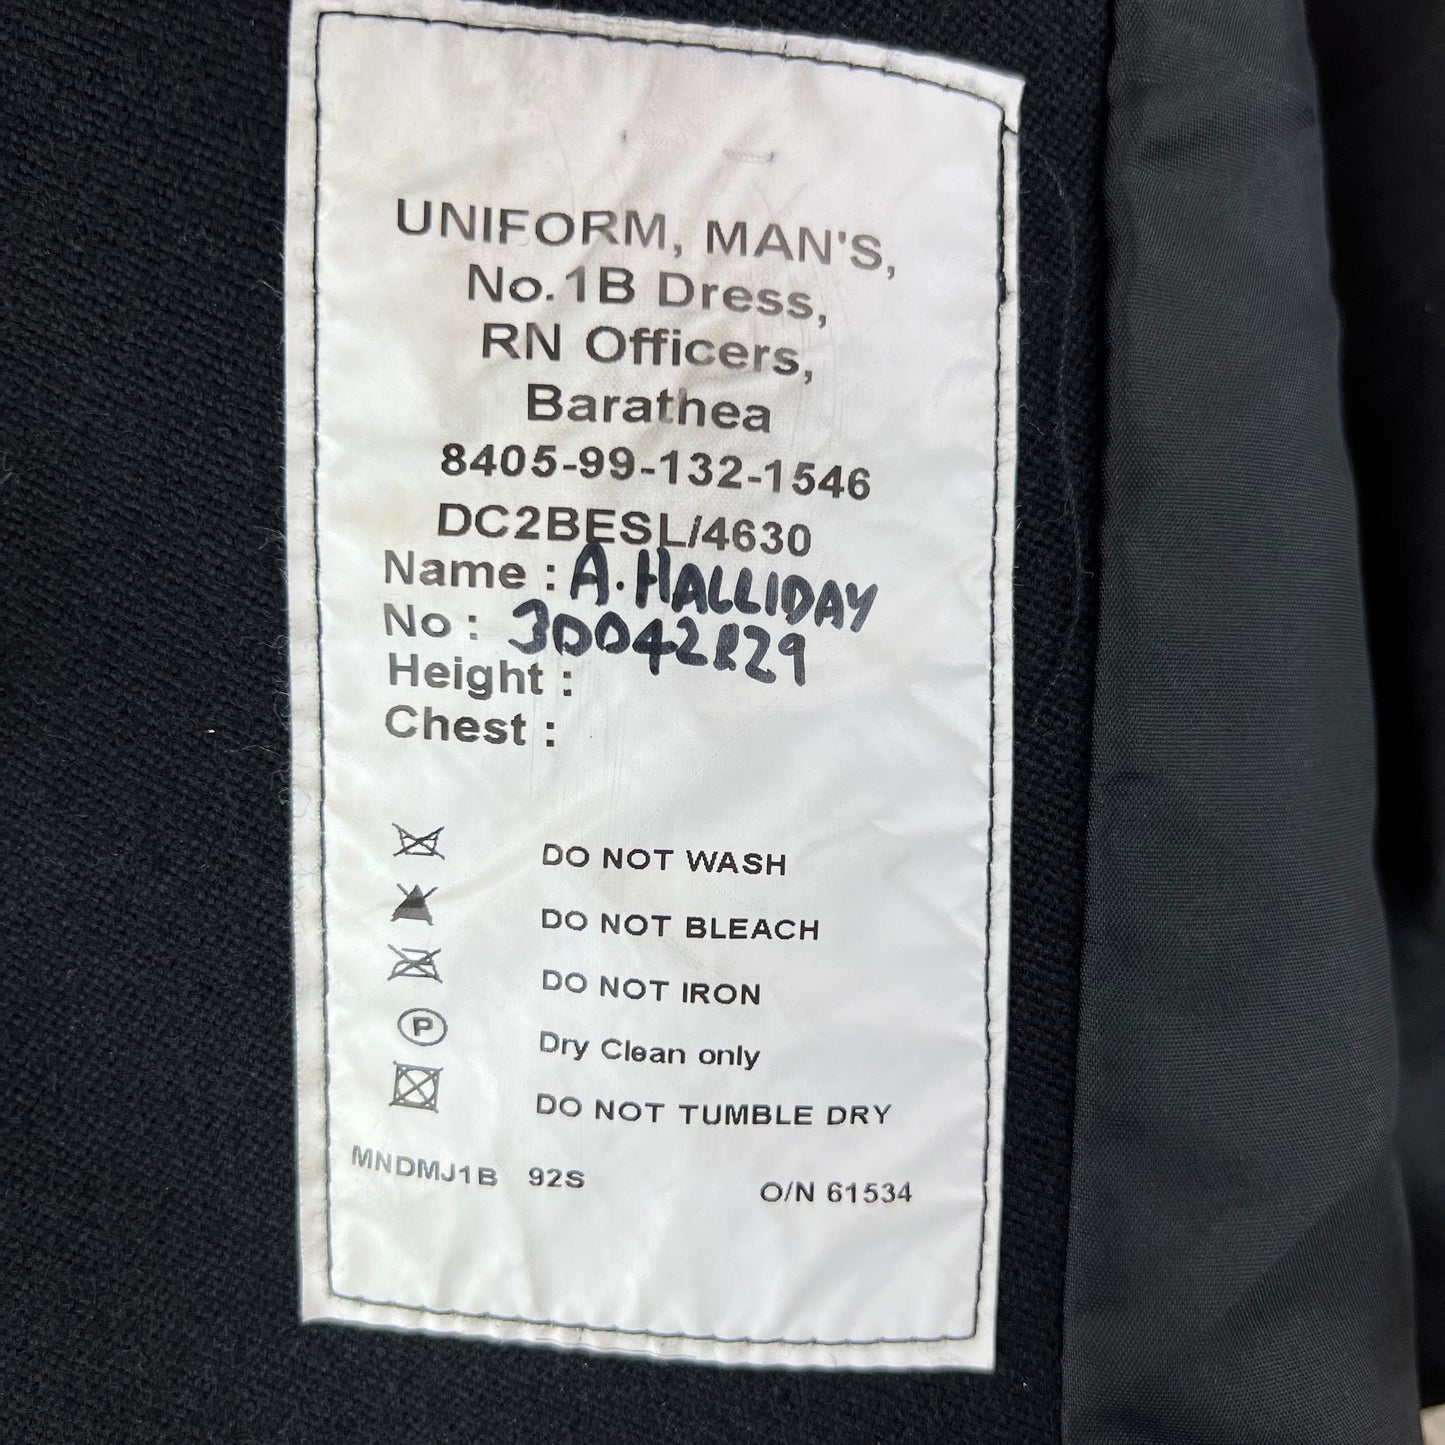 UNIFORM, MAN'S,
No.1B Dress,
RN Officers,
Barathea
8405-99-132-1546
DC2BESL/4630
Name : A. HALLIDAY
No :
Height :
Chest :
DO NOT WASH
DO NOT BLEACH
DO NOT IRON
P Dry Clean only
DO NOT TUMBLE DRY
MNDMJ1B 92S O/N 61534